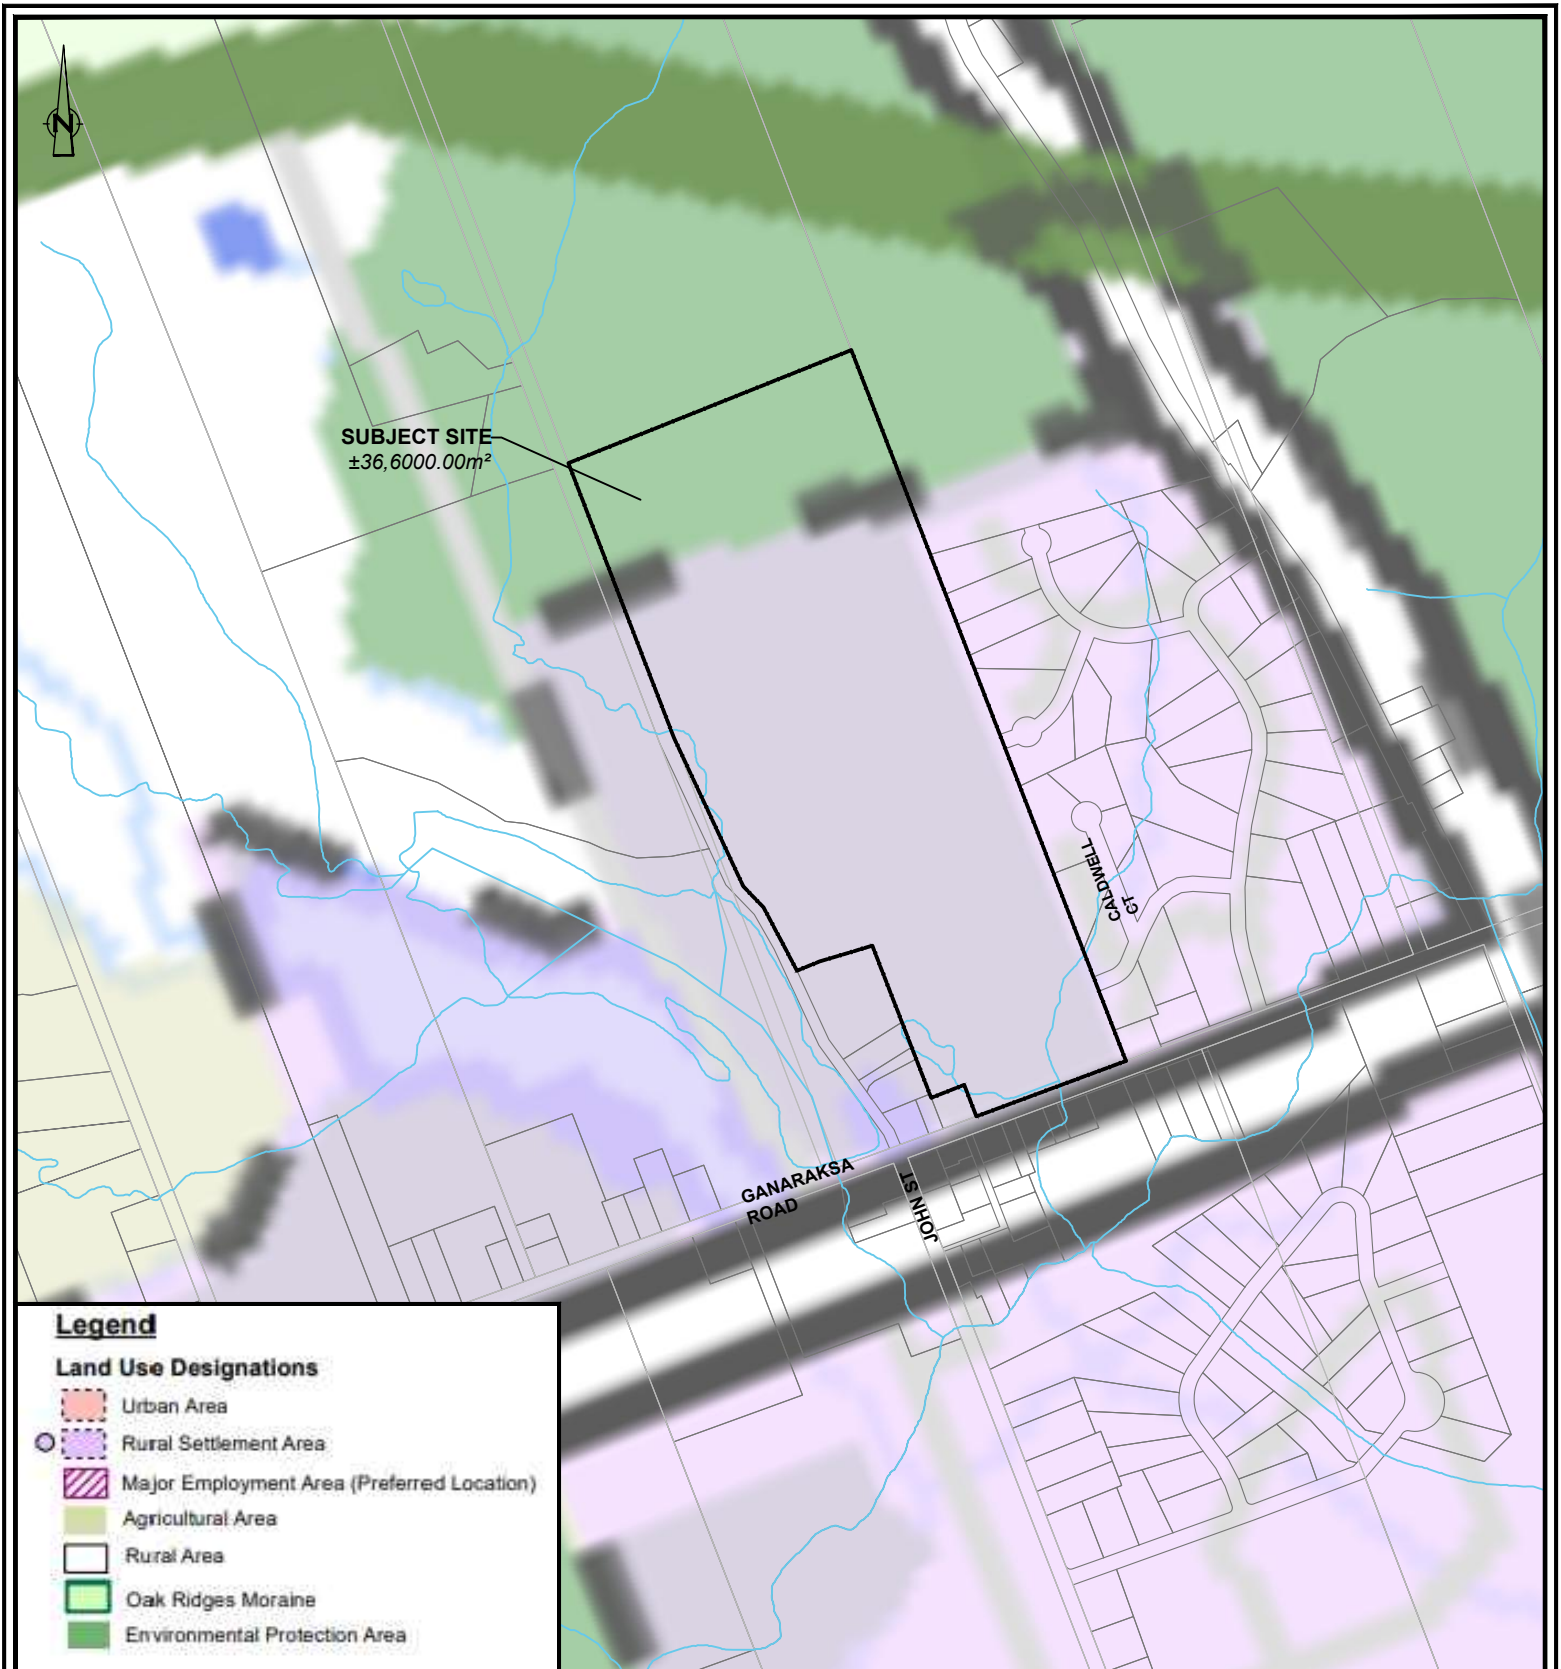 N
SUBJECT SITE
±36,6000.00m²
CALDWELL
CT
GANARAKSA
ROAD
JOHN ST
Legend
Land Use Designations
Urban Area
Rural Settlement Area
Major Employment Area (Preferred Location)
Agricultural Area
Rural Area
Oak Ridges Moraine
Environmental Protection Area